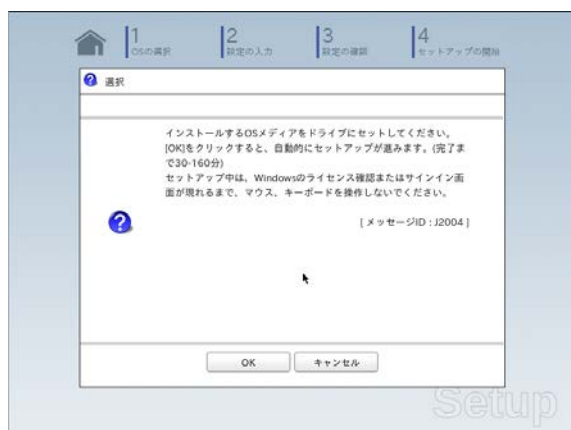 1
OSの選択
2
設定の入力
3
設定の確認
4
セットアップの開始
選択
インストールするOSメディアをドライブにセットしてください。
[OK]をクリックすると、自動的にセットアップが進みます。(完了ま
で30-160分)
セットアップ中は、Windowsのライセンス確認またはサインイン画
面が現れるまで、マウス、キーボードを操作しないでください。
[ メッセージID : J2004 ]
OK
キャンセル
Setup